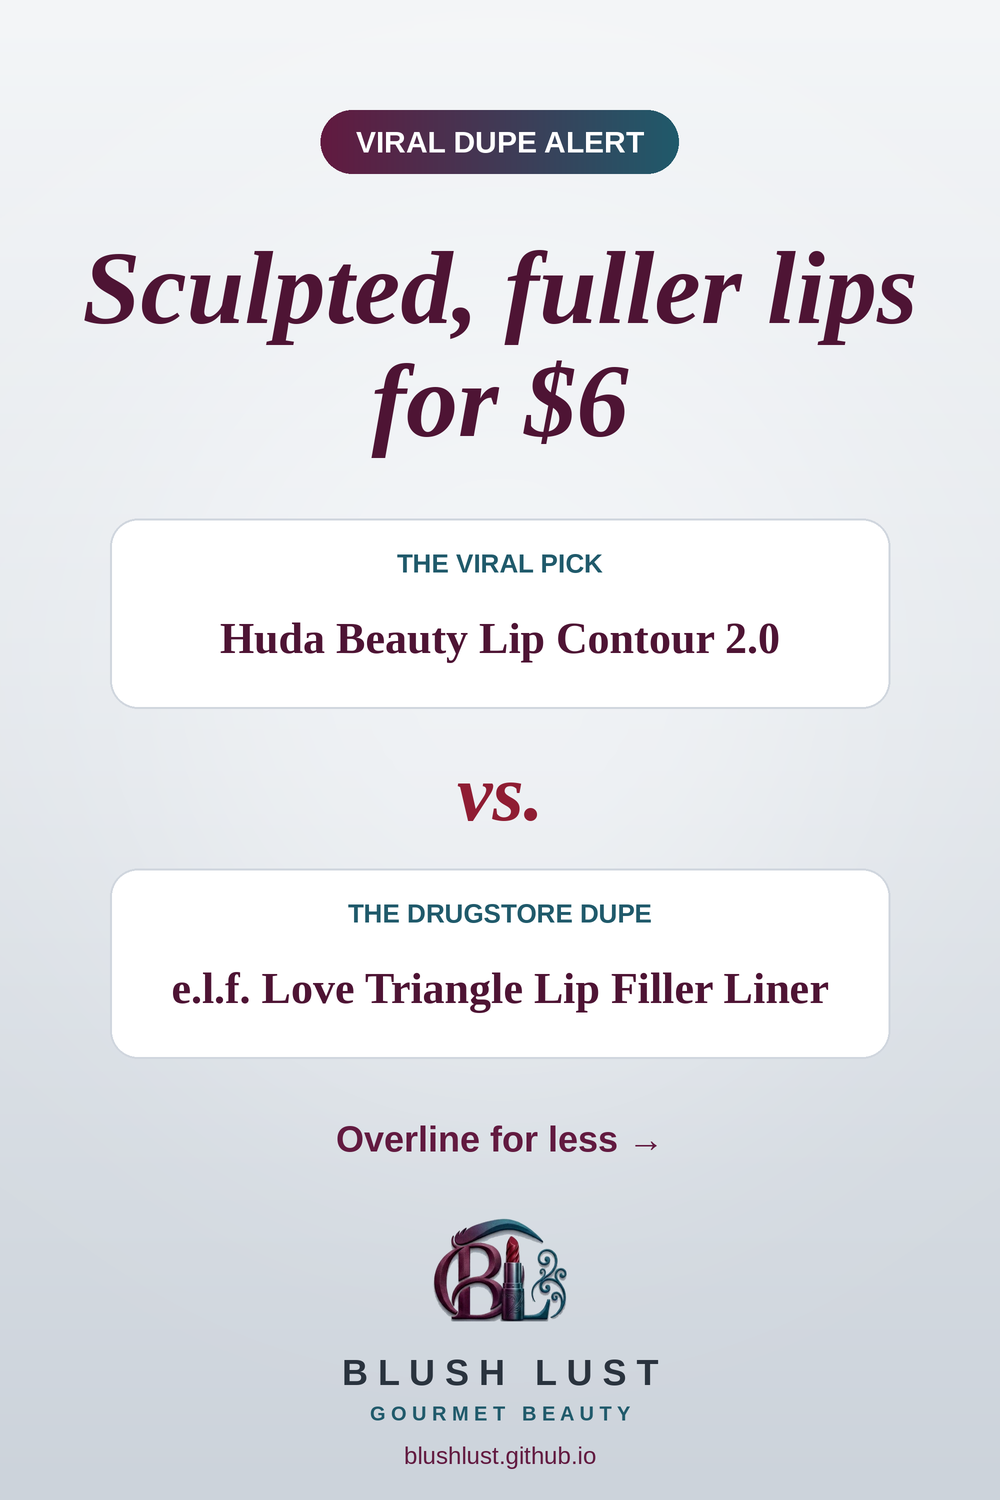 VIRAL DUPE ALERT
Sculpted, fuller lips
for $6
THE VIRAL PICK
Huda Beauty Lip Contour 2.0
vs.
THE DRUGSTORE DUPE
e.l.f. Love Triangle Lip Filler Liner
Overline for less →
BL
BLUSH LUST
GOURMET BEAUTY
blushlust.github.io